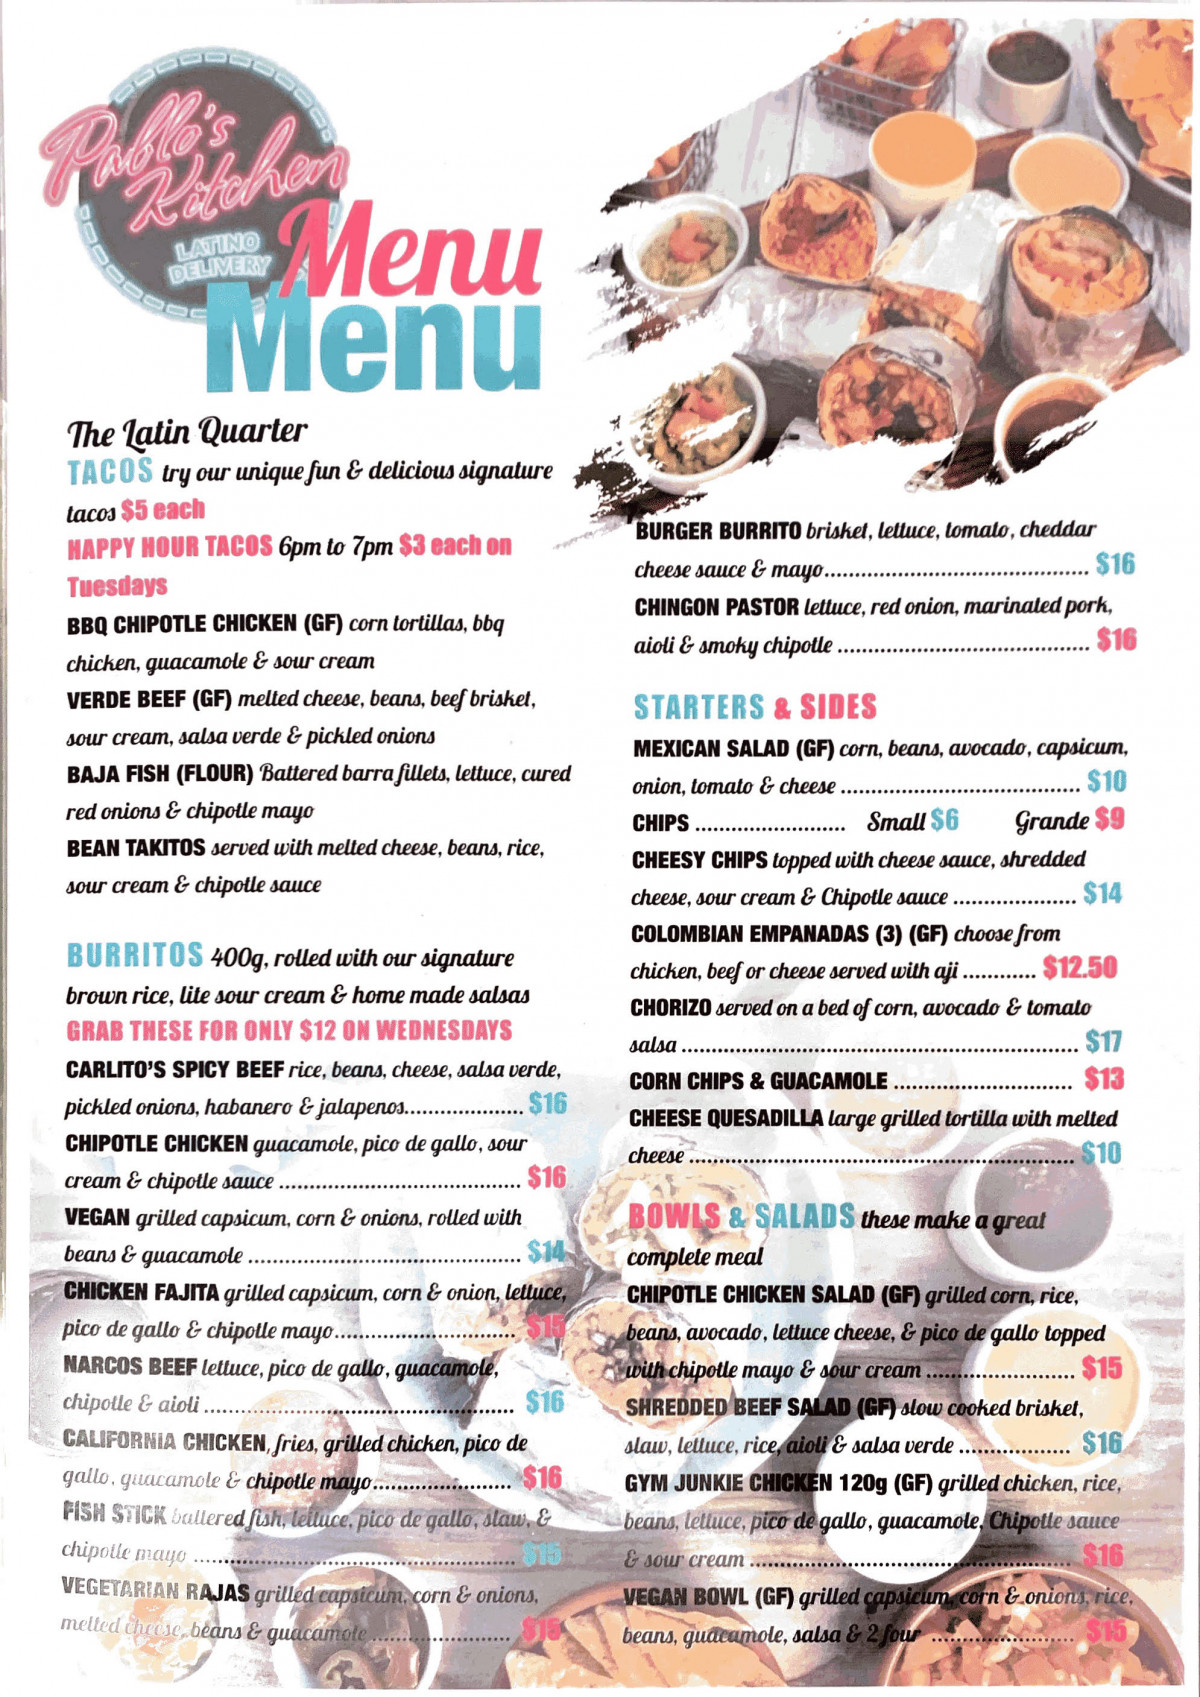 Pablo's
Kitchen
LATINO
DELIVERY
Menu
Menu
The Latin Quarter
TACOS try our unique fun & delicious signature
tacos $5 each
HAPPY HOUR TACOS 6pm to 7pm $3 each on
Tuesdays
BBQ CHIPOTLE CHICKEN (GF) corn tortillas, bbq
chicken, guacamole & sour cream
VERDE BEEF (GF) melted cheese, beans, beef brisket,
sour cream, salsa verde & pickled onions
BAJA FISH (FLOUR) Battered barra fillets, lettuce, cured
red onions & chipotle mayo
BEAN TAKITOS served with melted cheese, beans, rice,
sour cream & chipotle sauce
BURRITOS 400g, rolled with our signature
brown rice, lite sour cream & home made salsas
GRAB THESE FOR ONLY $12 ON WEDNESDAYS
CARLITO'S SPICY BEEF rice, beans, cheese, salsa verde,
pickled onions, habanero & jalapenos.................... $16
CHIPOTLE CHICKEN guacamole, pico de gallo, sour
cream & chipotle sauce ........................................ $16
VEGAN grilled capsicum, corn & onions, rolled with
beans & guacamole ............................................. $14
CHICKEN FAJITA grilled capsicum, corn & onion, lettuce,
pico de gallo & chipotle mayo.............................. $15
NARCOS BEEF lettuce, pico de gallo, guacamole,
chipotle & aioli .................................................... $16
CALIFORNIA CHICKEN, fries, grilled chicken, pico de
gallo, guacamole & chipotle mayo....................... $16
FISH STICK battered fish, lettuce, pico de gallo, slaw, &
chipotle mayo ..................................................... $15
VEGETARIAN RAJAS grilled capsicum, corn & onions,
melted cheese, beans & guacamole....................... $15
BURGER BURRITO brisket, lettuce, tomato, cheddar
cheese sauce & mayo............................................ $16
CHINGON PASTOR lettuce, red onion, marinated pork,
aioli & smoky chipotle .......................................... $16
STARTERS & SIDES
MEXICAN SALAD (GF) corn, beans, avocado, capsicum,
onion, tomato & cheese ........................................ $10
CHIPS ......................... Small $6 Grande $9
CHEESY CHIPS topped with cheese sauce, shredded
cheese, sour cream & Chipotle sauce .................... $14
COLOMBIAN EMPANADAS (3) (GF) choose from
chicken, beef or cheese served with aji ............ $12.50
CHORIZO served on a bed of corn, avocado & tomato
salsa .................................................................. $17
CORN CHIPS & GUACAMOLE .............................. $13
CHEESE QUESADILLA large grilled tortilla with melted
cheese ................................................................ $10
BOWLS & SALADS these make a great
complete meal
CHIPOTLE CHICKEN SALAD (GF) grilled corn, rice,
beans, avocado, lettuce cheese, & pico de gallo topped
with chipotle mayo & sour cream ......................... $15
SHREDDED BEEF SALAD (GF) slow cooked brisket,
slaw, lettuce, rice, aioli & salsa verde ................... $16
GYM JUNKIE CHICKEN 120g (GF) grilled chicken, rice,
beans, lettuce, pico de gallo, guacamole, Chipotle sauce
& sour cream ...................................................... $16
VEGAN BOWL (GF) grilled capsicum, corn & onions, rice,
beans, guacamole, salsa & 2 four ........................ $15